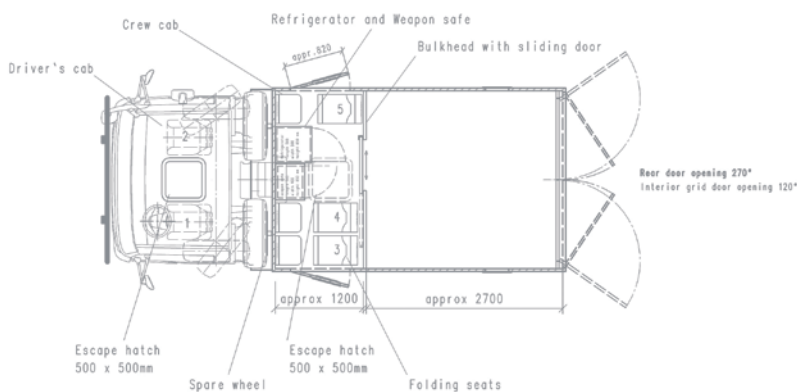 Refrigerator and Weapon safe
Crew cab
Bulkhead with sliding door
Driver's cab
appr.820
5
2
Rear door opening 270°
Interior grid door opening 120°
1
4
3
approx 1200
approx 2700
Escape hatch
500 x 500mm
Escape hatch
500 x 500mm
Spare wheel
Folding seats